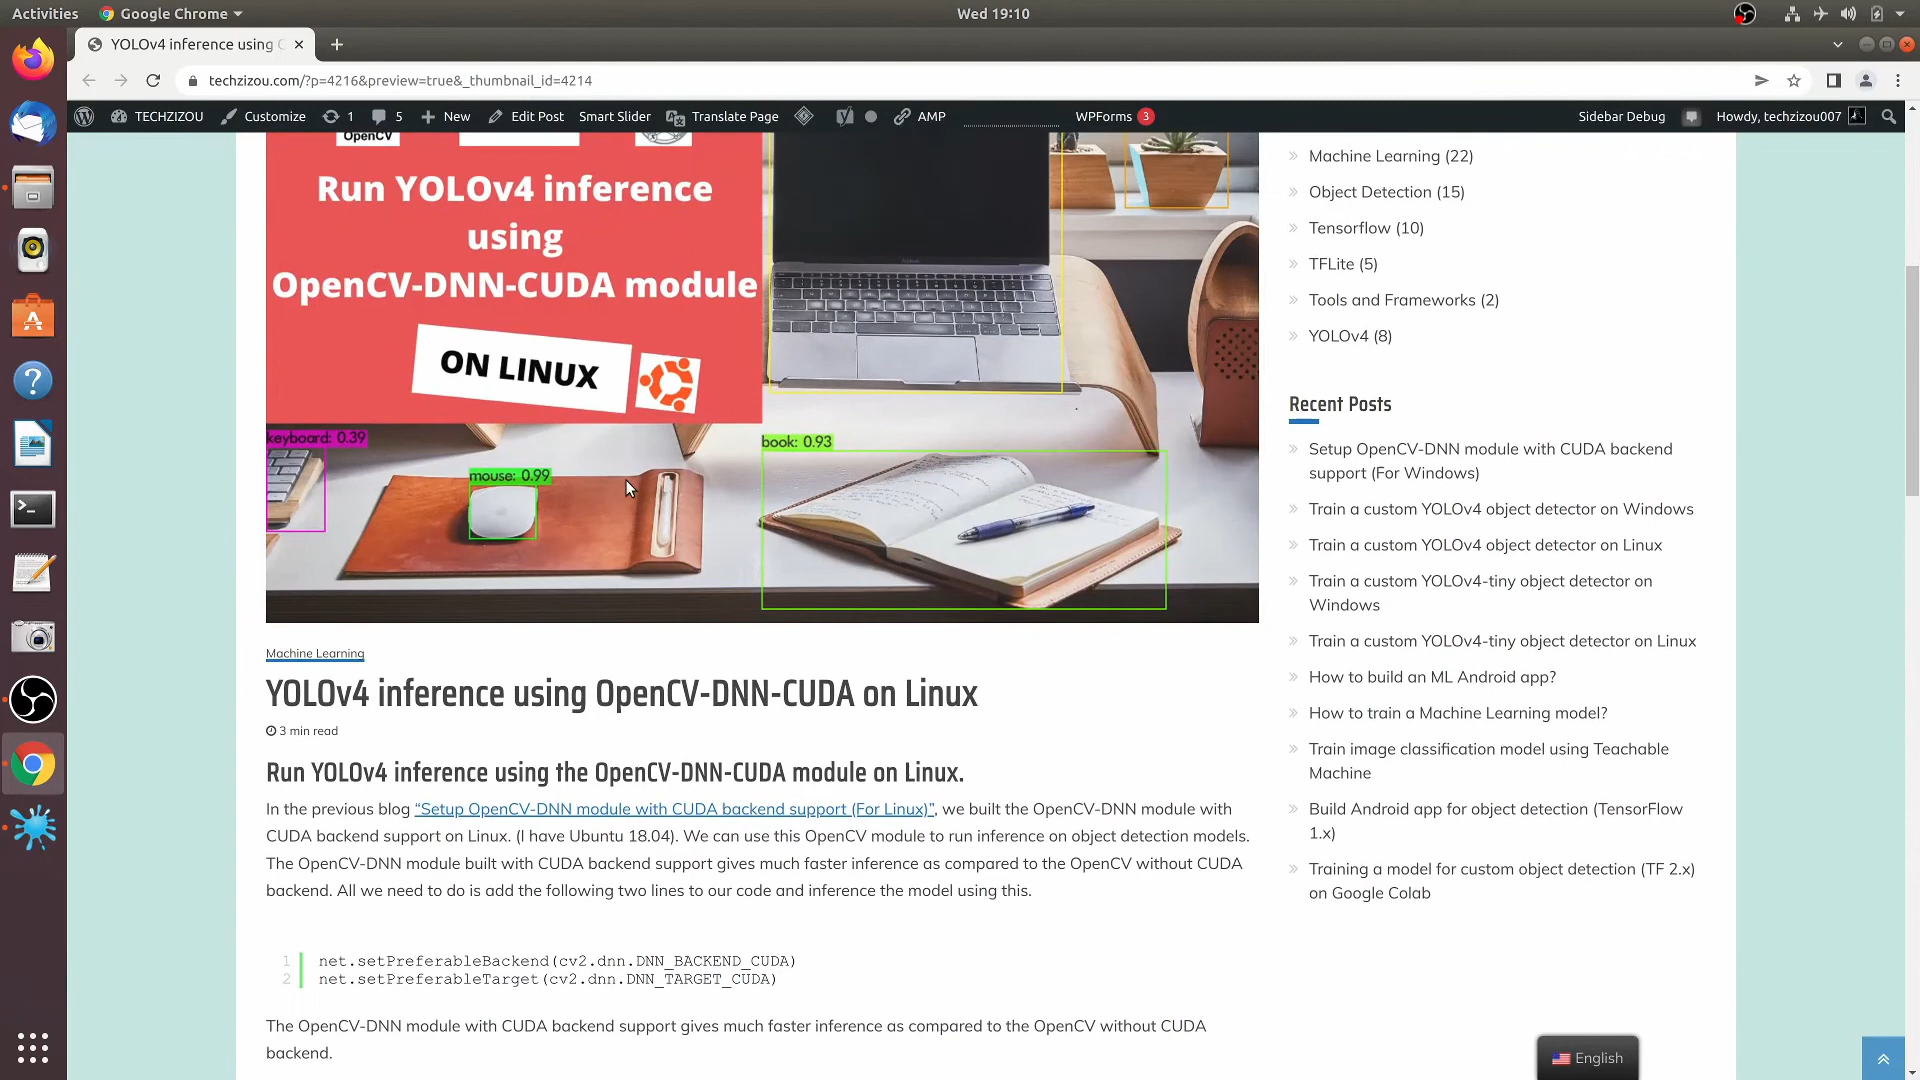 Activities
Google Chrome
Wed 19:10
YOLOv4 inference using
techzizou.com/?p=4216&preview=true&_thumbnail_id=4214
TECHZIZOU
Customize
1
5
New
Edit Post
Smart Slider
Translate Page
AMP
WPForms 3
Sidebar Debug
Howdy, techzizou007
OpenCV
Run YOLOv4 inference
using
OpenCV-DNN-CUDA module
ON LINUX
keyboard: 0.39
mouse: 0.99
book: 0.93
Machine Learning
YOLOv4 inference using OpenCV-DNN-CUDA on Linux
3 min read
Run YOLOv4 inference using the OpenCV-DNN-CUDA module on Linux.
In the previous blog “Setup OpenCV-DNN module with CUDA backend support (For Linux)”, we built the OpenCV-DNN module with
CUDA backend support on Linux. (I have Ubuntu 18.04). We can use this OpenCV module to run inference on object detection models.
The OpenCV-DNN module built with CUDA backend support gives much faster inference as compared to the OpenCV without CUDA
backend. All we need to do is add the following two lines to our code and inference the model using this.
1 net.setPreferableBackend(cv2.dnn.DNN_BACKEND_CUDA)
2 net.setPreferableTarget(cv2.dnn.DNN_TARGET_CUDA)
The OpenCV-DNN module with CUDA backend support gives much faster inference as compared to the OpenCV without CUDA
backend.
Machine Learning (22)
Object Detection (15)
Tensorflow (10)
TFLite (5)
Tools and Frameworks (2)
YOLOv4 (8)
Recent Posts
Setup OpenCV-DNN module with CUDA backend
support (For Windows)
Train a custom YOLOv4 object detector on Windows
Train a custom YOLOv4 object detector on Linux
Train a custom YOLOv4-tiny object detector on
Windows
Train a custom YOLOv4-tiny object detector on Linux
How to build an ML Android app?
How to train a Machine Learning model?
Train image classification model using Teachable
Machine
Build Android app for object detection (TensorFlow
1.x)
Training a model for custom object detection (TF 2.x)
on Google Colab
English